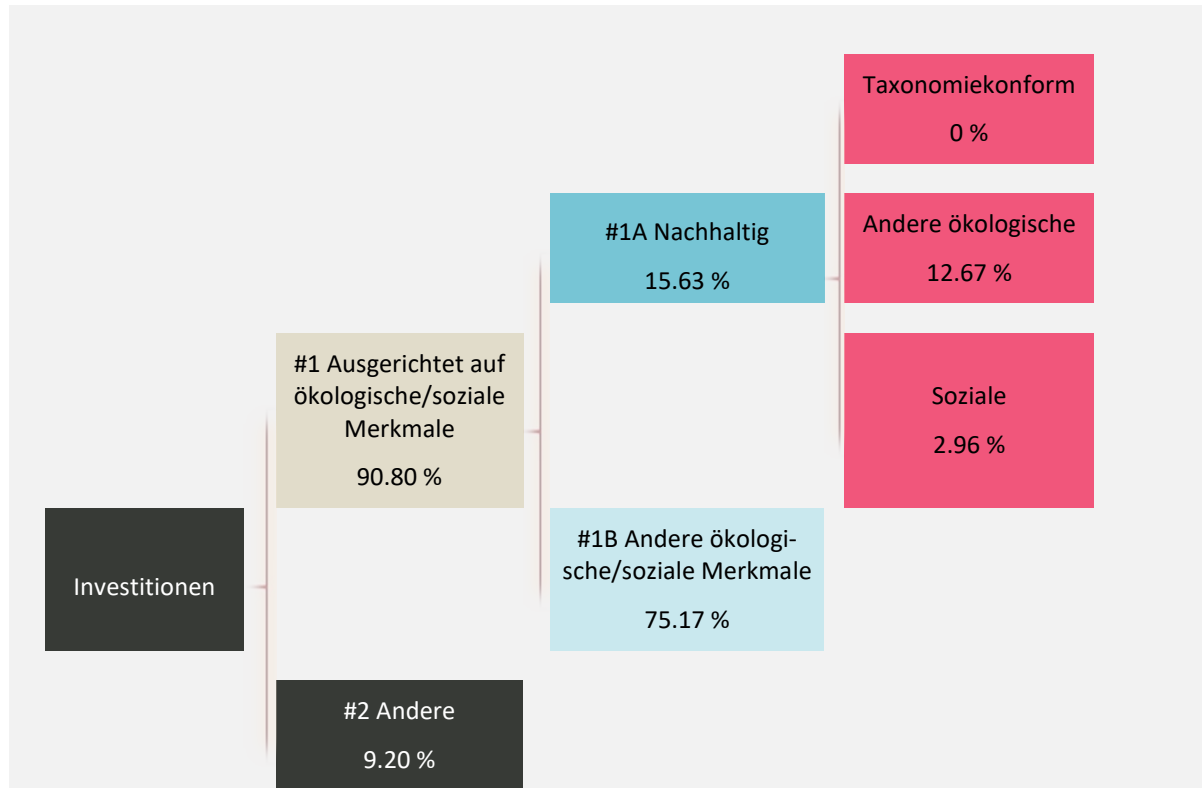 Taxonomiekonform
0 %
#1A Nachhaltig
15.63 %
Andere ökologische
12.67 %
#1 Ausgerichtet auf
ökologische/soziale
Merkmale
90.80 %
Soziale
2.96 %
Investitionen
#1B Andere ökologi-
sche/soziale Merkmale
75.17 %
#2 Andere
9.20 %